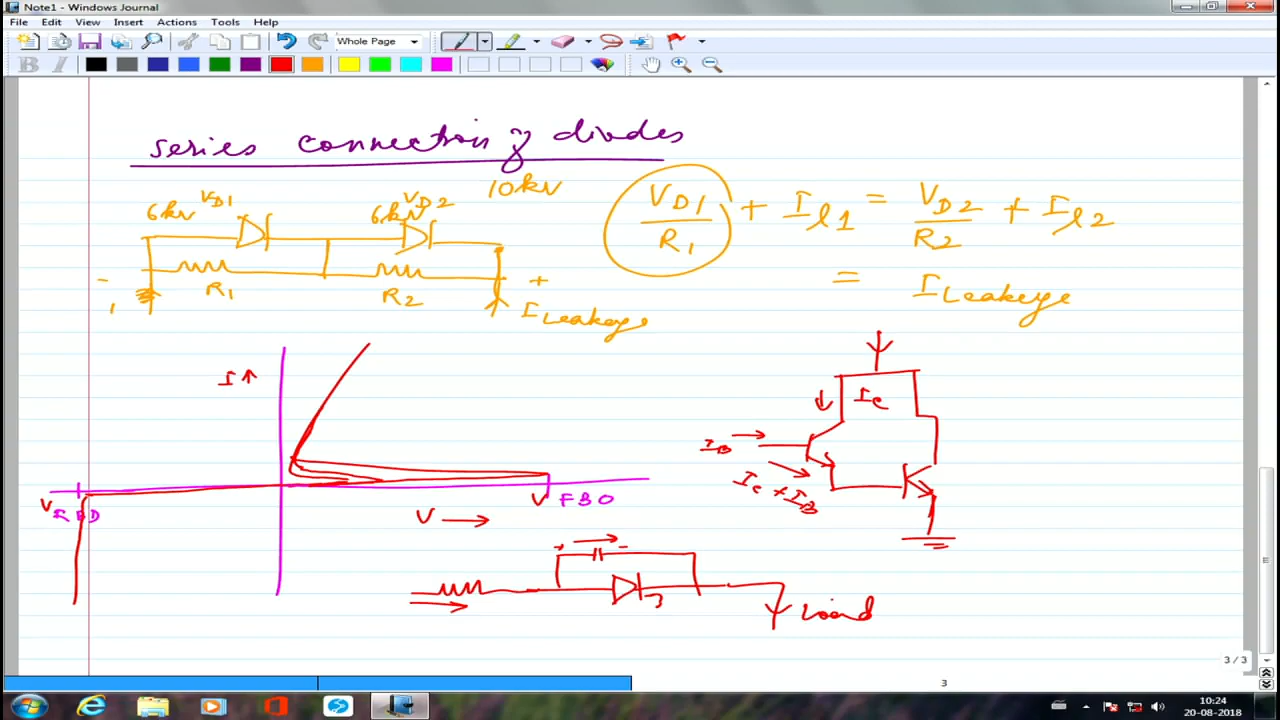 Note1 - Windows Journal
File Edit View Insert Actions Tools Help
Whole Page
B I
series connection of diodes
6kV VD1 6kV VD2 10kV
VD1/R1 + Il1 = VD2/R2 + Il2
= ILeakage
R1 R2
- +
ILeakage
I↑
IC
IB
IC + IB
VRBD
VFBO
V →
+ -
load
3 / 3
3
10:24
20-08-2018